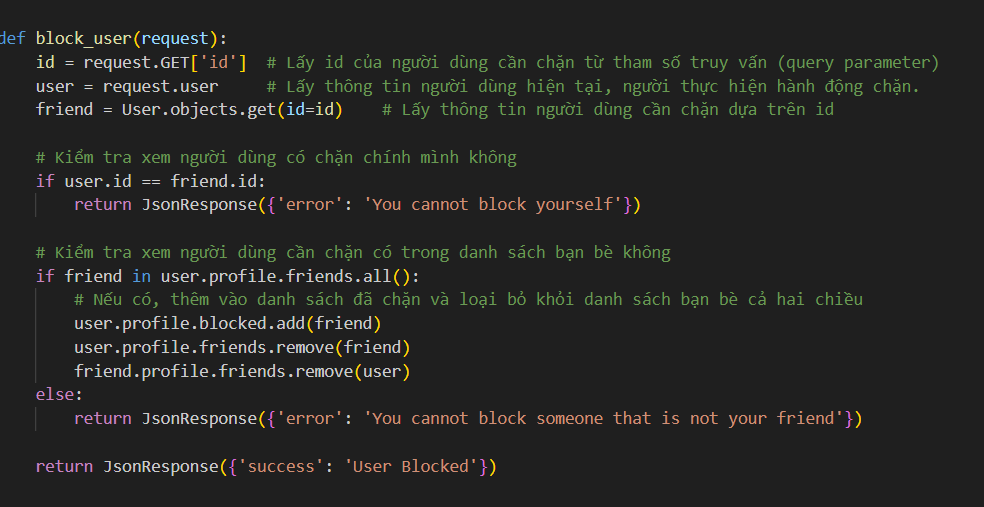 def block_user(request):
    id = request.GET['id']  # Lấy id của người dùng cần chặn từ tham số truy vấn (query parameter)
    user = request.user     # Lấy thông tin người dùng hiện tại, người thực hiện hành động chặn.
    friend = User.objects.get(id=id)    # Lấy thông tin người dùng cần chặn dựa trên id
    # Kiểm tra xem người dùng có chặn chính mình không
    if user.id == friend.id:
        return JsonResponse({'error': 'You cannot block yourself'})
    # Kiểm tra xem người dùng cần chặn có trong danh sách bạn bè không
    if friend in user.profile.friends.all():
        # Nếu có, thêm vào danh sách đã chặn và loại bỏ khỏi danh sách bạn bè cả hai chiều
        user.profile.blocked.add(friend)
        user.profile.friends.remove(friend)
        friend.profile.friends.remove(user)
    else:
        return JsonResponse({'error': 'You cannot block someone that is not your friend'})
    return JsonResponse({'success': 'User Blocked'})